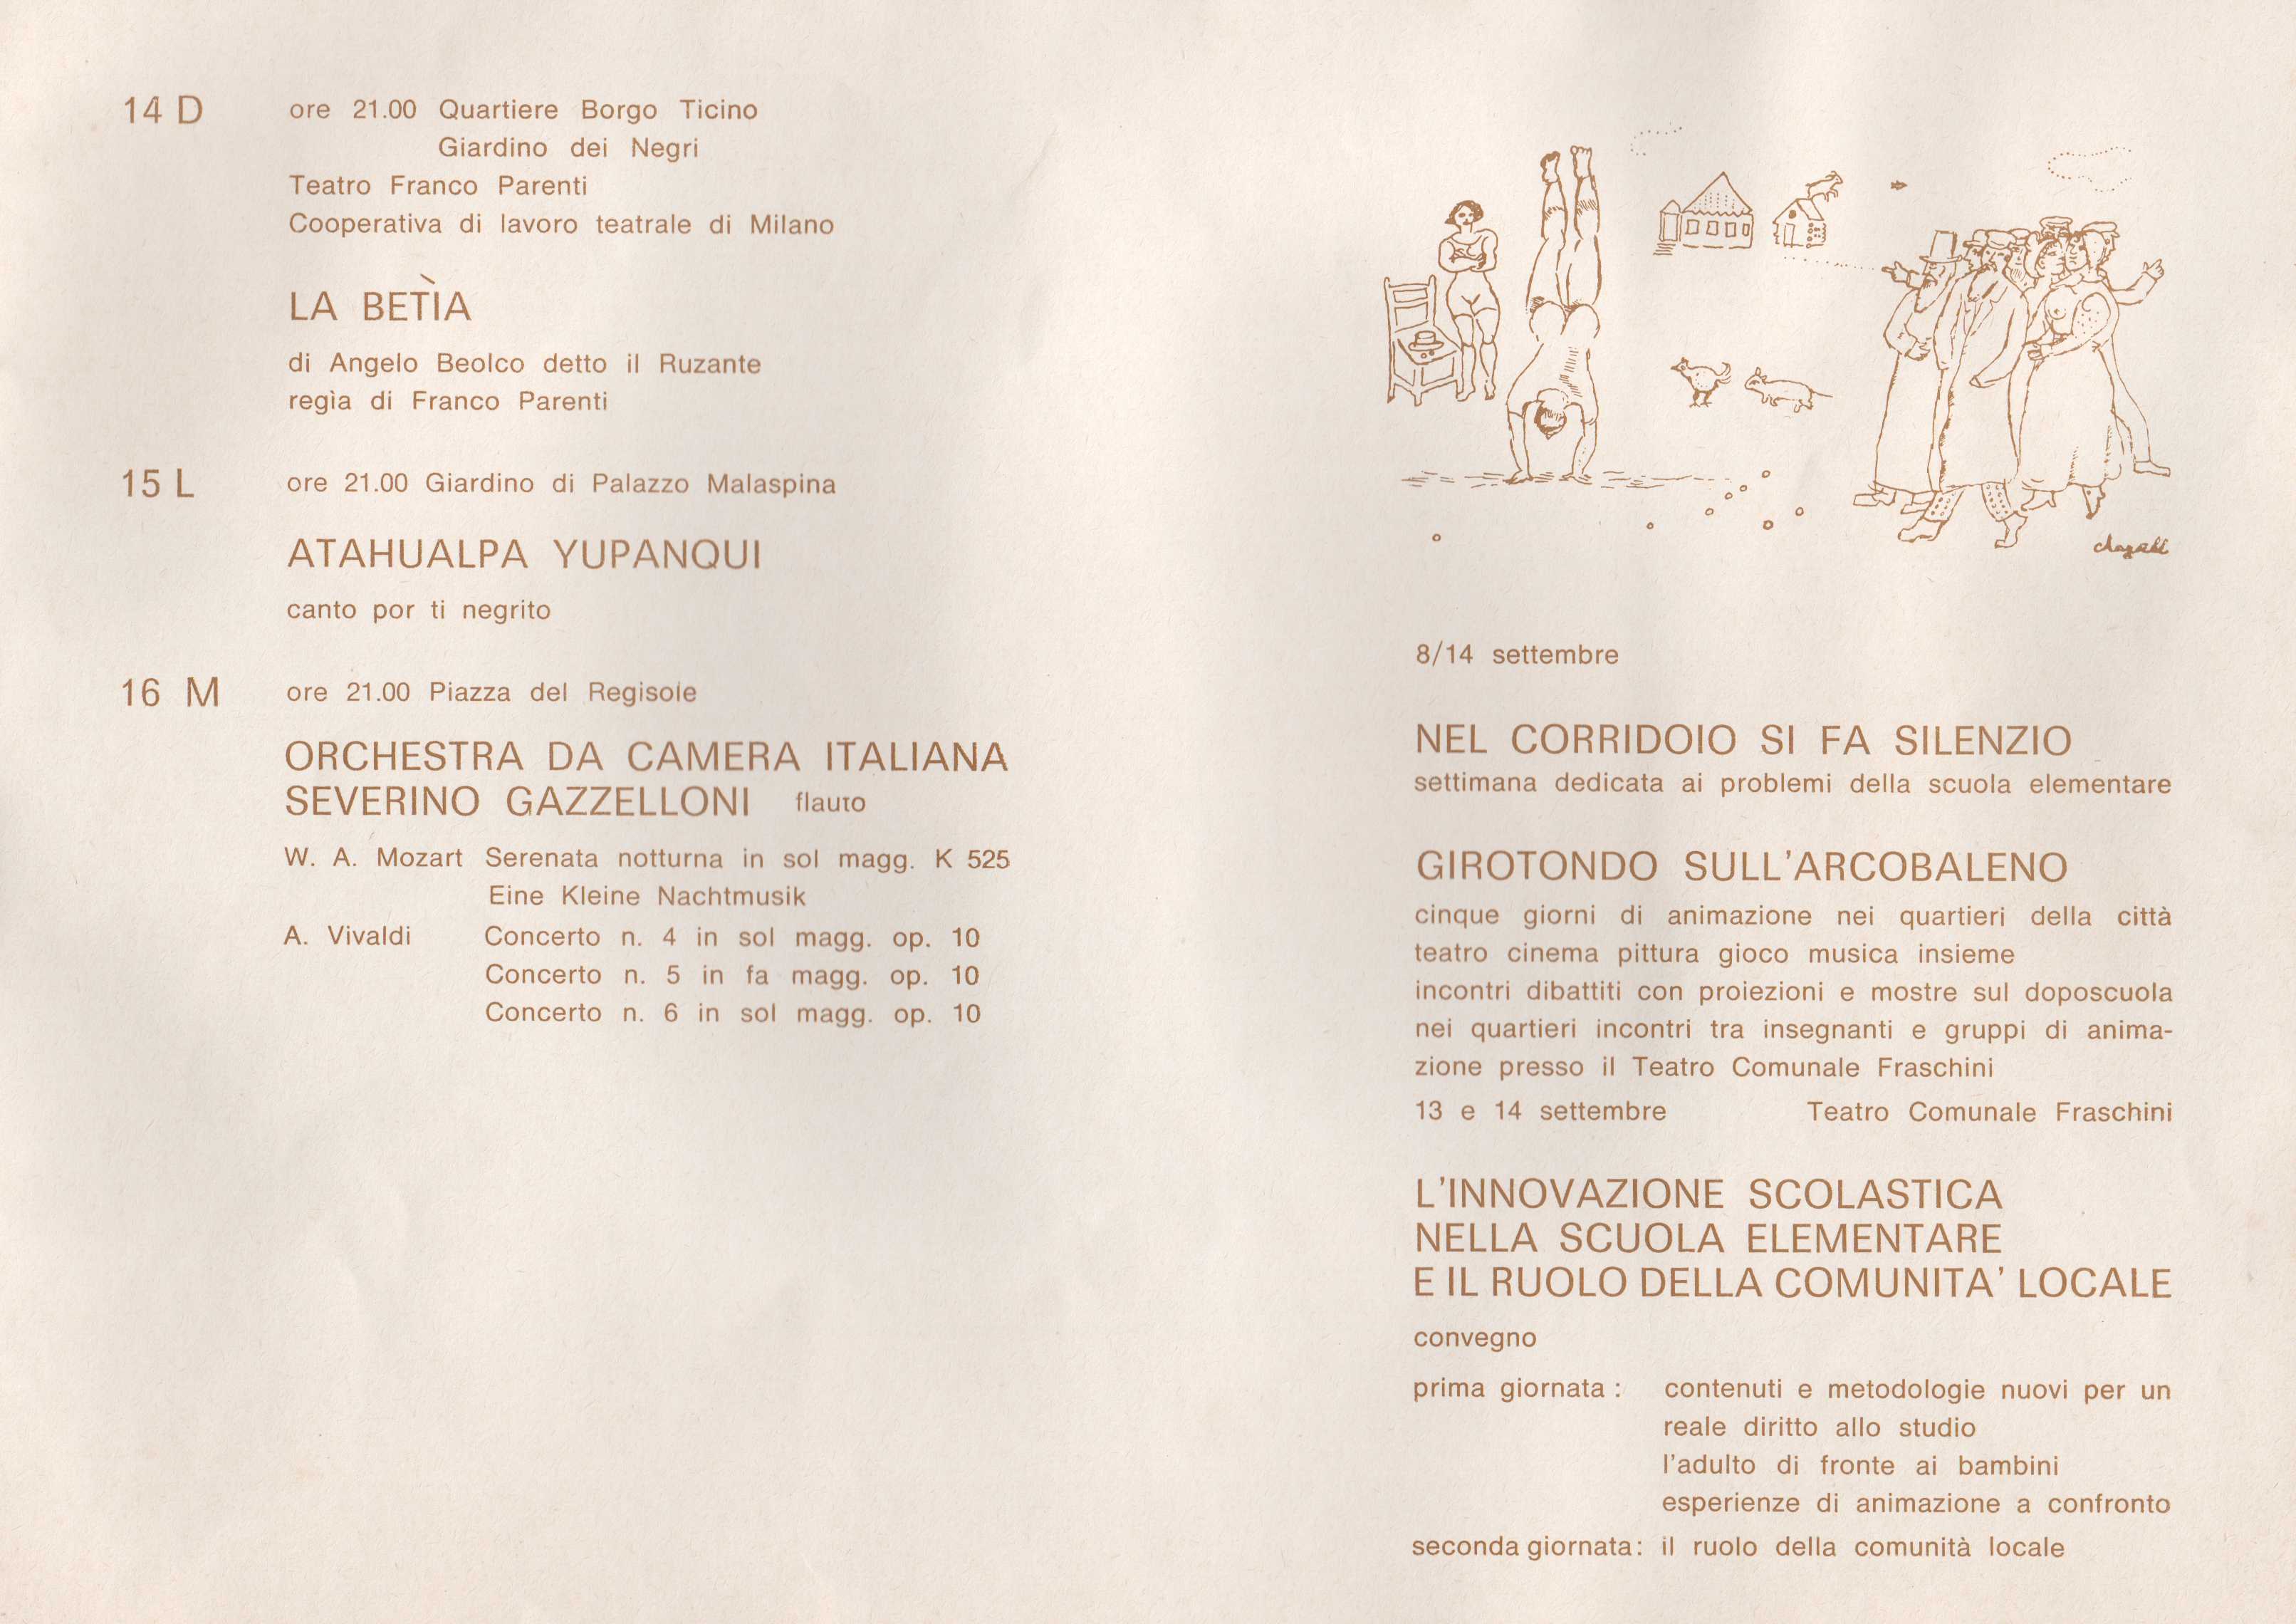 14 D ore 21.00 Quartiere Borgo Ticino
Giardino dei Negri
Teatro Franco Parenti
Cooperativa di lavoro teatrale di Milano
LA BETÌA
di Angelo Beolco detto il Ruzante
regìa di Franco Parenti
15 L ore 21.00 Giardino di Palazzo Malaspina
ATAHUALPA YUPANQUI
canto por ti negrito
16 M ore 21.00 Piazza del Regisole
ORCHESTRA DA CAMERA ITALIANA
SEVERINO GAZZELLONI flauto
W. A. Mozart Serenata notturna in sol magg. K 525
Eine Kleine Nachtmusik
A. Vivaldi Concerto n. 4 in sol magg. op. 10
Concerto n. 5 in fa magg. op. 10
Concerto n. 6 in sol magg. op. 10
chagall
8/14 settembre
NEL CORRIDOIO SI FA SILENZIO
settimana dedicata ai problemi della scuola elementare
GIROTONDO SULL'ARCOBALENO
cinque giorni di animazione nei quartieri della città
teatro cinema pittura gioco musica insieme
incontri dibattiti con proiezioni e mostre sul doposcuola
nei quartieri incontri tra insegnanti e gruppi di anima-
zione presso il Teatro Comunale Fraschini
13 e 14 settembre Teatro Comunale Fraschini
L'INNOVAZIONE SCOLASTICA
NELLA SCUOLA ELEMENTARE
E IL RUOLO DELLA COMUNITA' LOCALE
convegno
prima giornata : contenuti e metodologie nuovi per un
reale diritto allo studio
l'adulto di fronte ai bambini
esperienze di animazione a confronto
seconda giornata : il ruolo della comunità locale